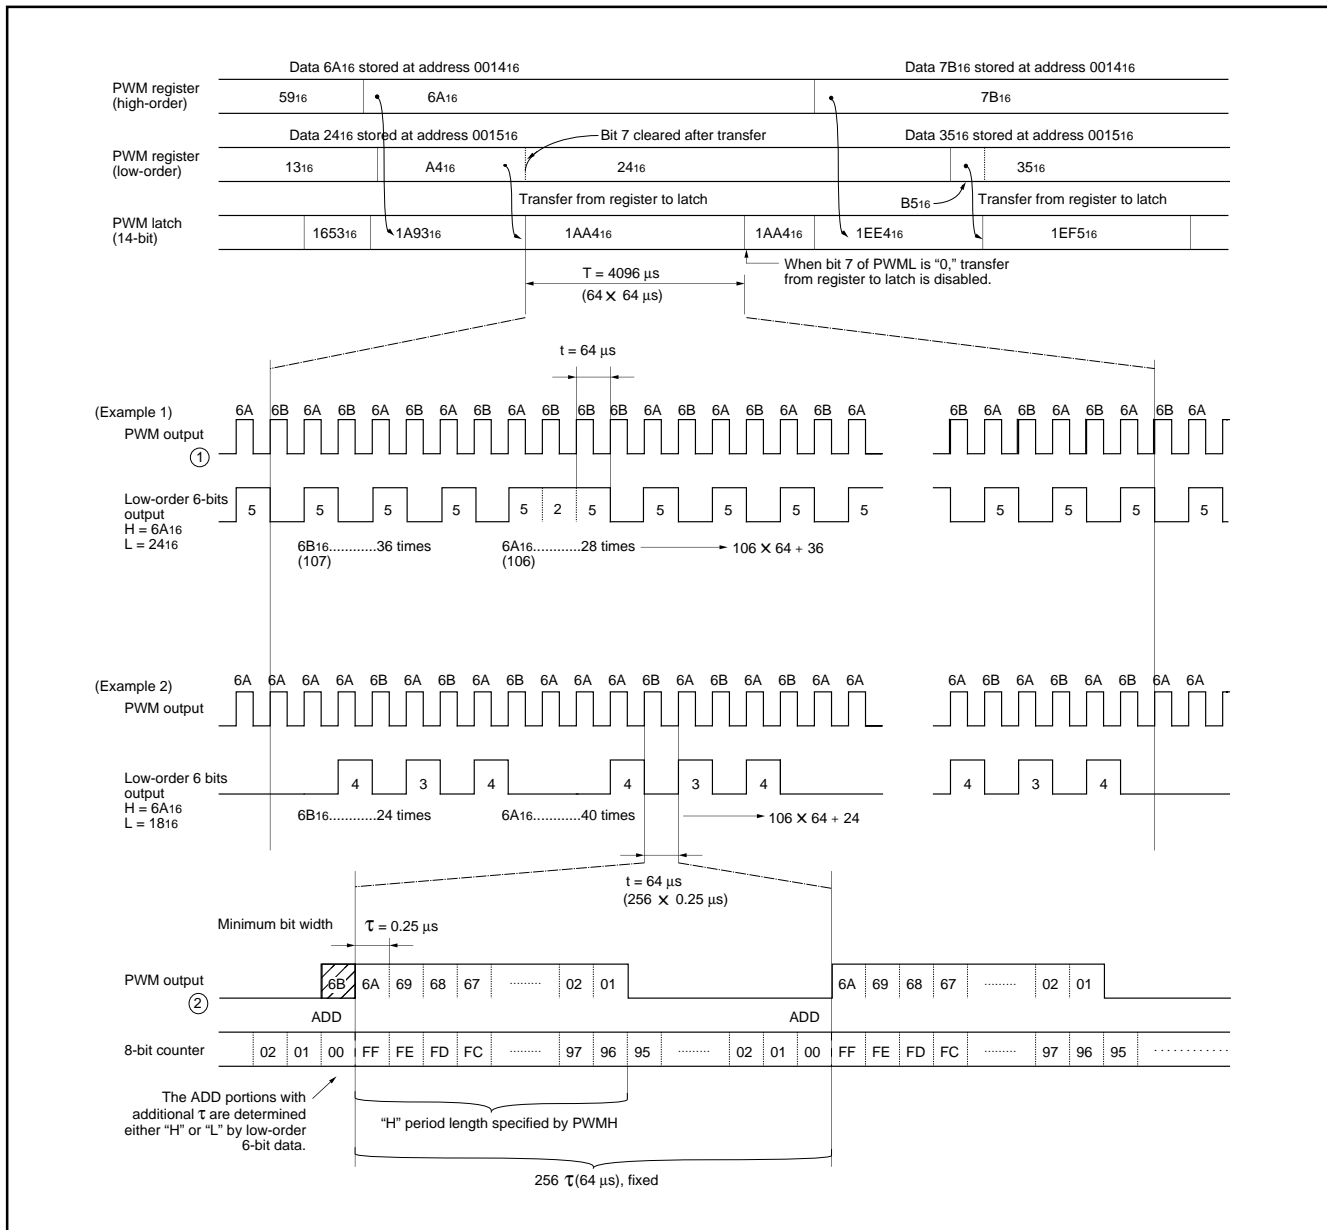 Data 6A16 stored at address 001416
Data 7B16 stored at address 001416
PWM register
(high-order)
5916
6A16
7B16
Data 2416 stored at address 001516
Bit 7 cleared after transfer
Data 3516 stored at address 001516
PWM register
(low-order)
1316
A416
2416
3516
B516
Transfer from register to latch
Transfer from register to latch
PWM latch
(14-bit)
165316
1A9316
1AA416
1AA416
1EE416
1EF516
When bit 7 of PWML is “0,” transfer
from register to latch is disabled.
T = 4096 μs
(64 × 64 μs)
t = 64 μs
(Example 1)
PWM output
①
6A 6B 6A 6B 6A 6B 6A 6B 6A 6B 6B 6B 6A 6B 6A 6B 6A 6B 6A
6B 6A 6B 6A 6B 6A 6B 6A
Low-order 6-bits
output
H = 6A16
L = 2416
5 5 5 5 5 2 5 5 5 5 5 5 5 5 5
6B16............36 times
(107)
6A16............28 times
(106)
106 × 64 + 36
(Example 2)
PWM output
6A 6A 6A 6A 6B 6A 6B 6A 6B 6A 6A 6A 6B 6A 6B 6A 6B 6A 6A
6A 6B 6A 6B 6A 6B 6A 6A
Low-order 6 bits
output
H = 6A16
L = 1816
4 3 4 4 3 4 4 3 4
6B16............24 times
6A16............40 times
106 × 64 + 24
t = 64 μs
(256 × 0.25 μs)
Minimum bit width
τ = 0.25 μs
PWM output
②
6B 6A 69 68 67 ········· 02 01
6A 69 68 67 ········· 02 01
ADD
ADD
8-bit counter
02 01 00 FF FE FD FC ········· 97 96 95 ········· 02 01 00 FF FE FD FC ········· 97 96 95 ··············
The ADD portions with
additional τ are determined
either “H” or “L” by low-order
6-bit data.
“H” period length specified by PWMH
256 τ(64 μs), fixed